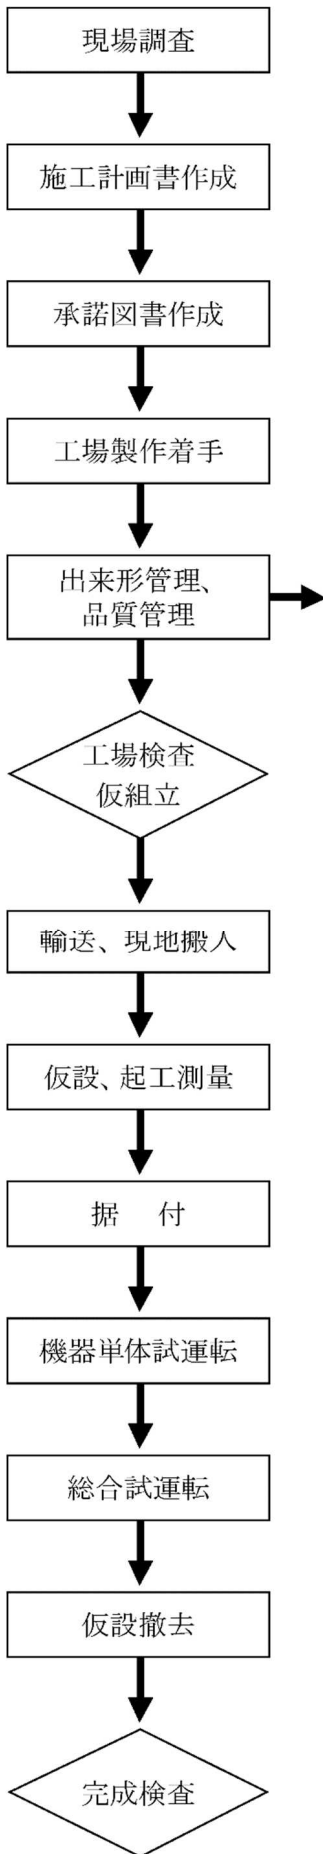 現場調査
施工計画書作成
承諾図書作成
工場製作着手
出来形管理、
品質管理
工場検査
仮組立
輸送、現地搬入
仮設、起工測量
据　付
機器単体試運転
総合試運転
仮設撤去
完成検査